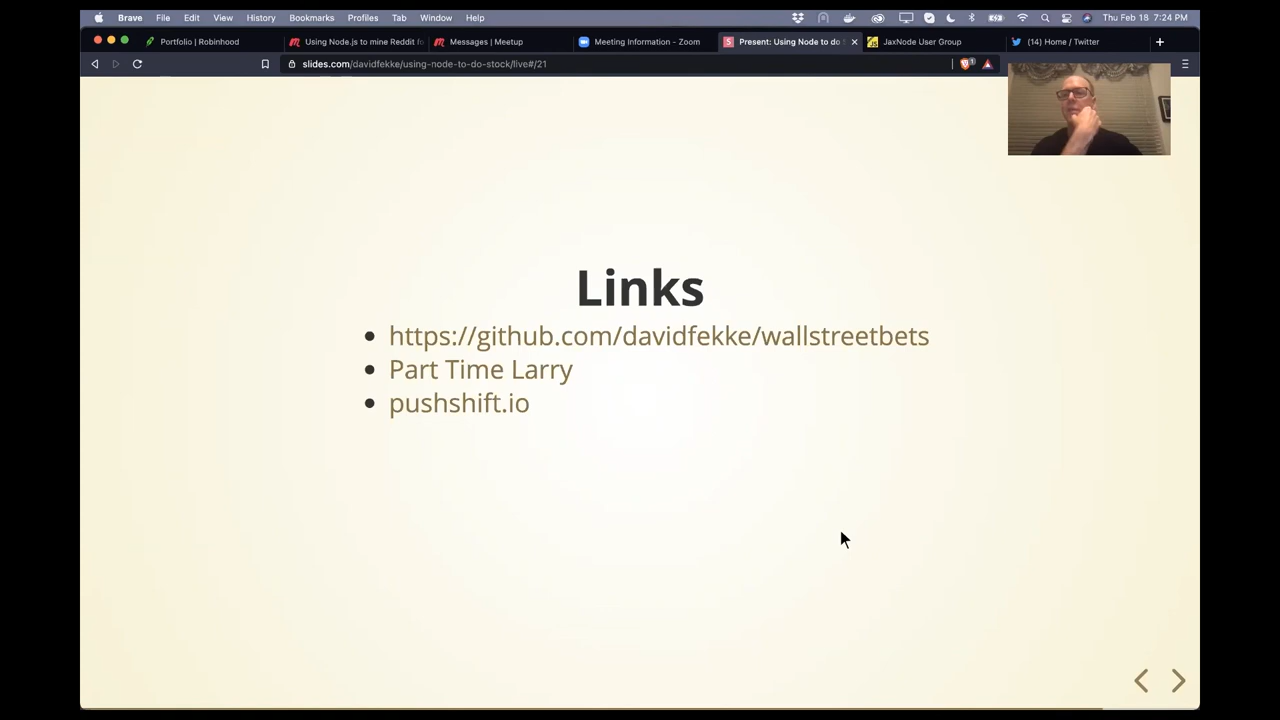 Brave File Edit View History Bookmarks Profiles Tab Window Help Thu Feb 18 7:24 PM
Portfolio | Robinhood Using Node.js to mine Reddit fo Messages | Meetup Meeting Information - Zoom Present: Using Node to do S JaxNode User Group (14) Home / Twitter
slides.com/davidfekke/using-node-to-do-stock/live#/21
Links
https://github.com/davidfekke/wallstreetbets
Part Time Larry
pushshift.io